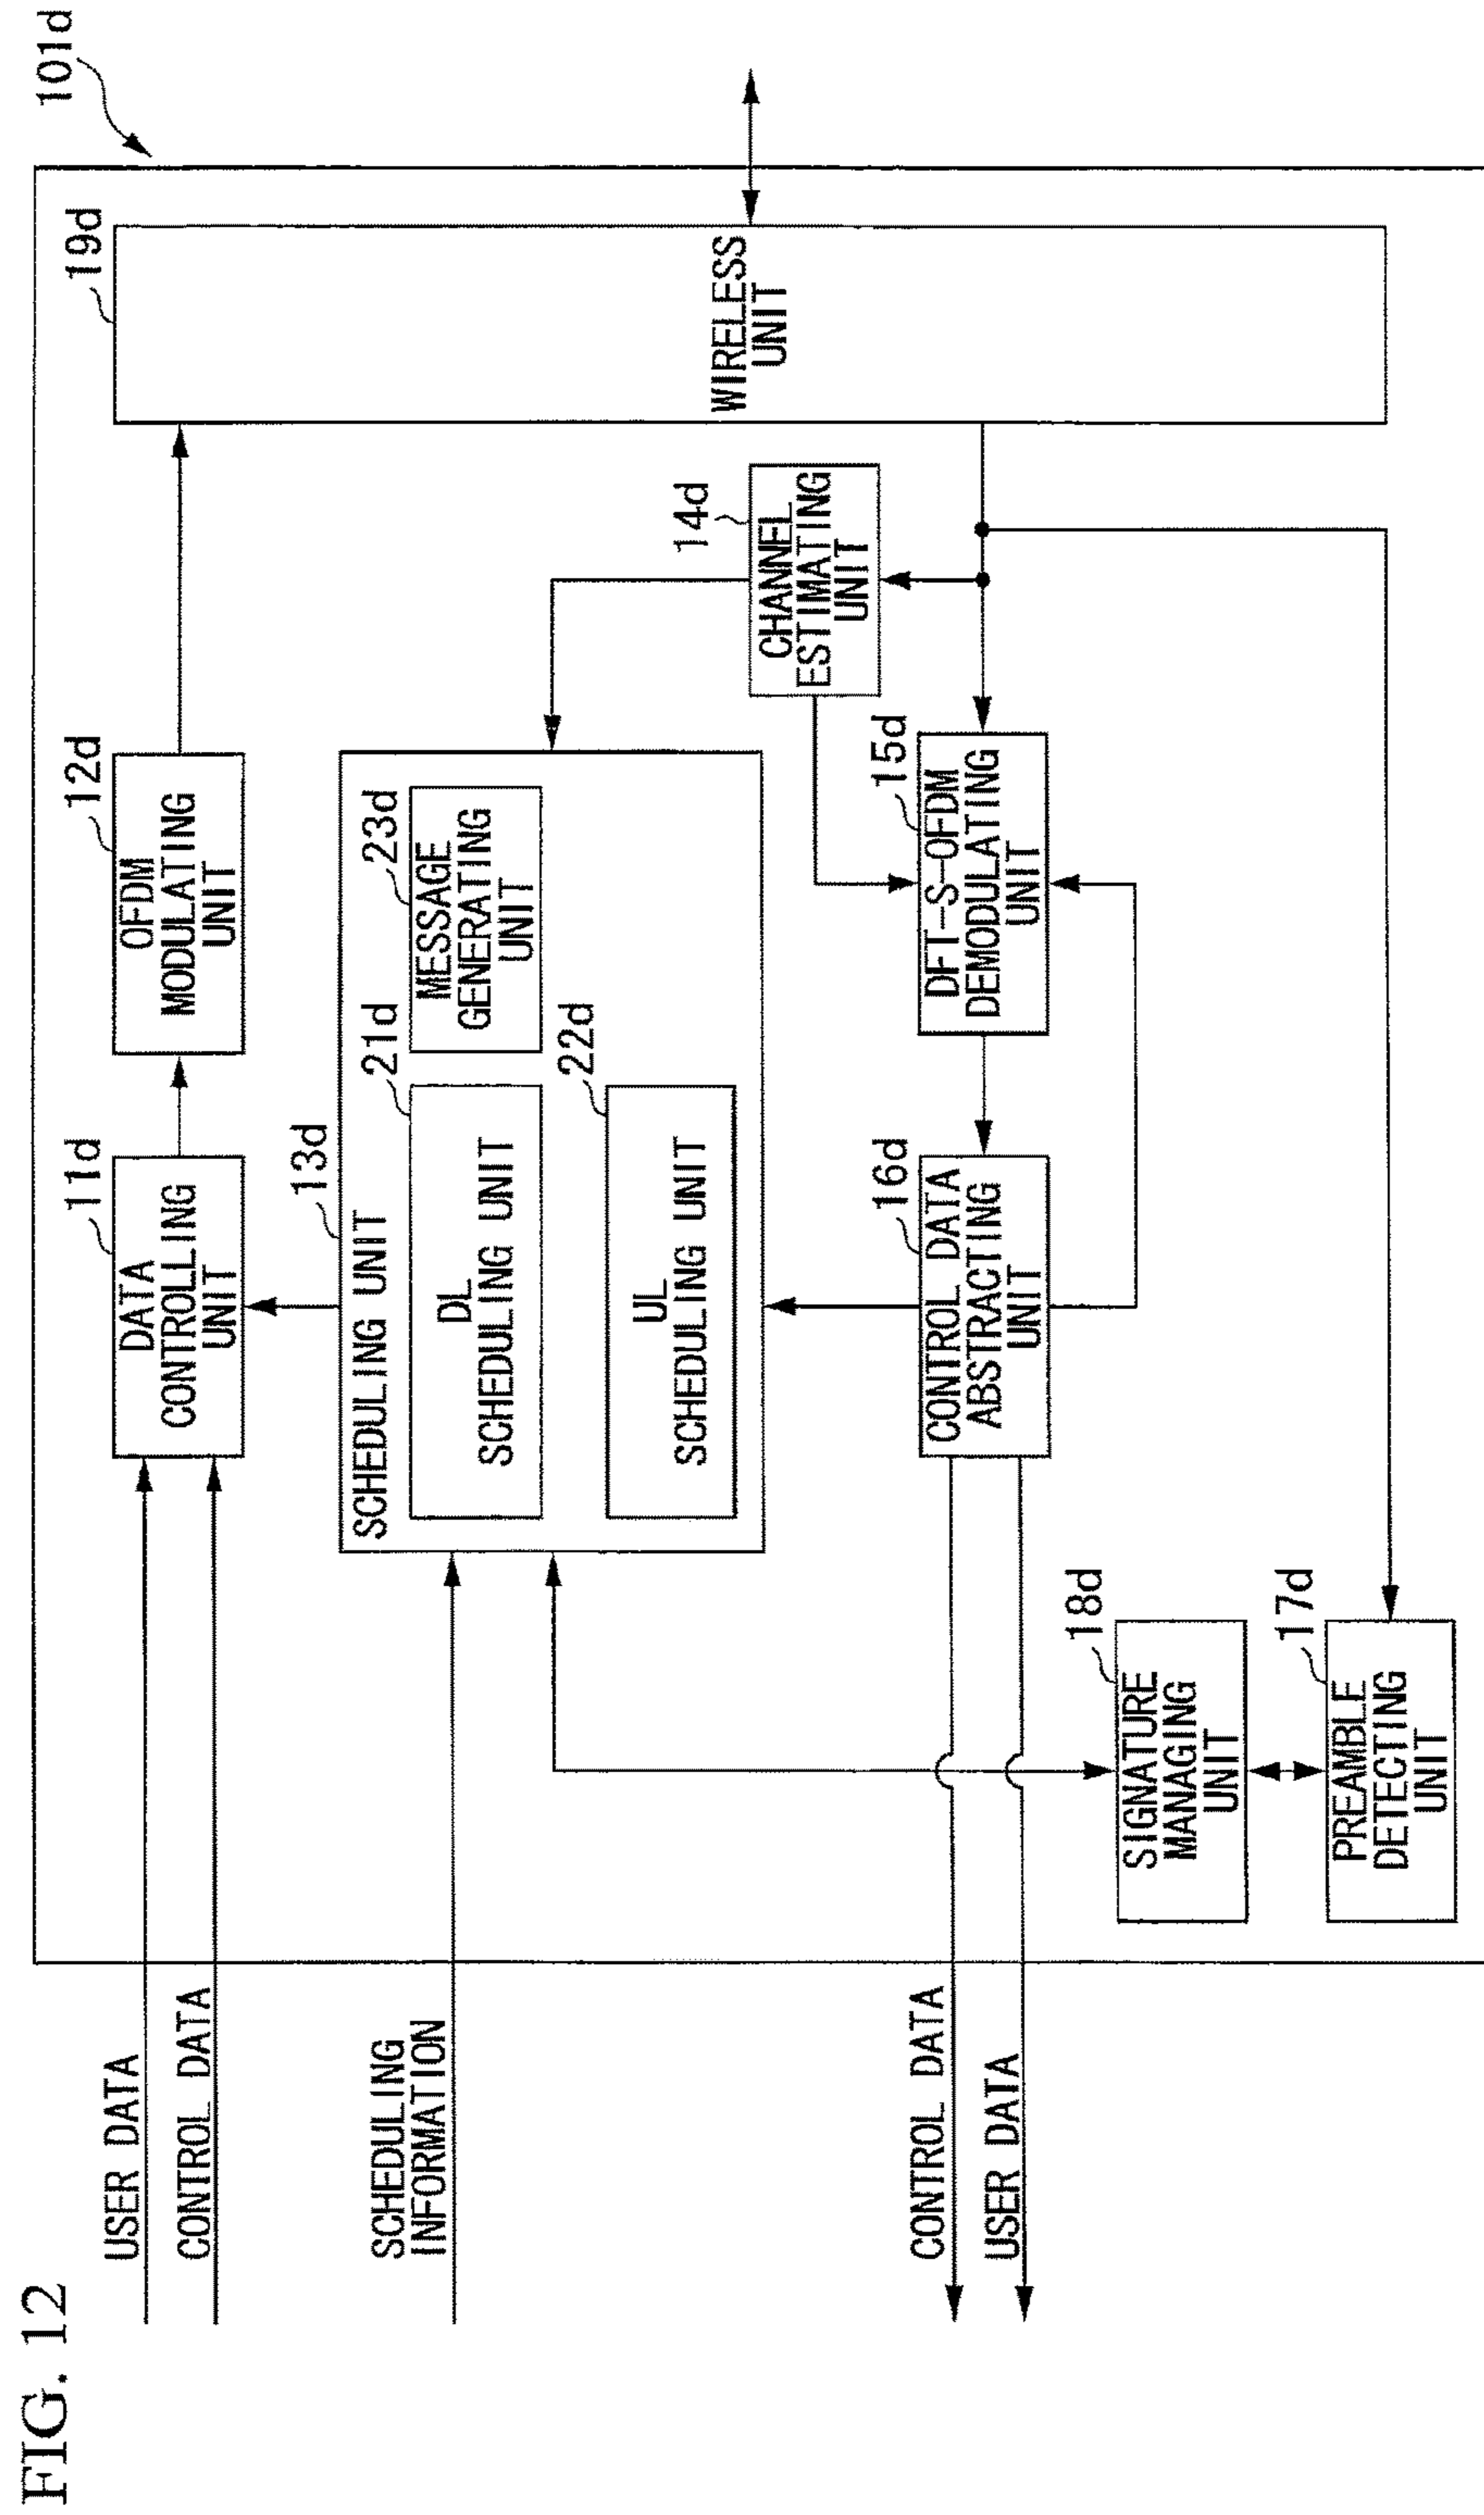 FIG. 12
101d
USER DATA
CONTROL DATA
11d
DATA
CONTROLLING
UNIT
12d
OFDM
MODULATING
UNIT
19d
WIRELESS
UNIT
SCHEDULING
INFORMATION
13d
SCHEDULING UNIT
21d
DL
SCHEDULING UNIT
23d
MESSAGE
GENERATING
UNIT
22d
UL
SCHEDULING UNIT
14d
CHANNEL
ESTIMATING
UNIT
CONTROL DATA
USER DATA
16d
CONTROL DATA
ABSTRACTING
UNIT
15d
DFT-S-OFDM
DEMODULATING
UNIT
18d
SIGNATURE
MANAGING
UNIT
17d
PREAMBLE
DETECTING
UNIT